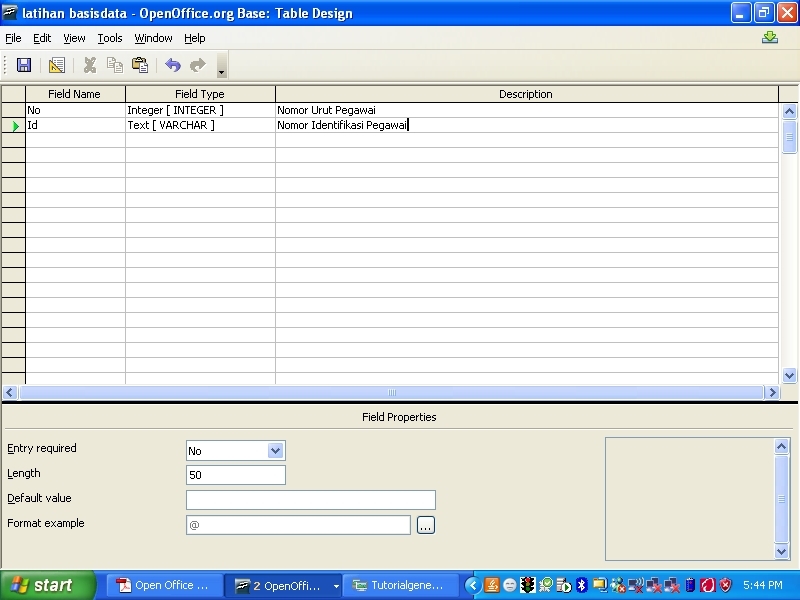 latihan basisdata - OpenOffice.org Base: Table Design
File Edit View Tools Window Help
Field Name Field Type Description
No Integer [ INTEGER ] Nomor Urut Pegawai
Id Text [ VARCHAR ] Nomor Identifikasi Pegawai
Field Properties
Entry required No
Length 50
Default value
Format example @ ...
start Open Office ... 2 OpenOffi... Tutorialgene... 5:44 PM